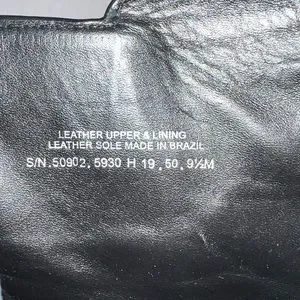 LEATHER UPPER & LINING
LEATHER SOLE MADE IN BRAZIL
S/N.50902, 5930 H 19, 50, 9½M